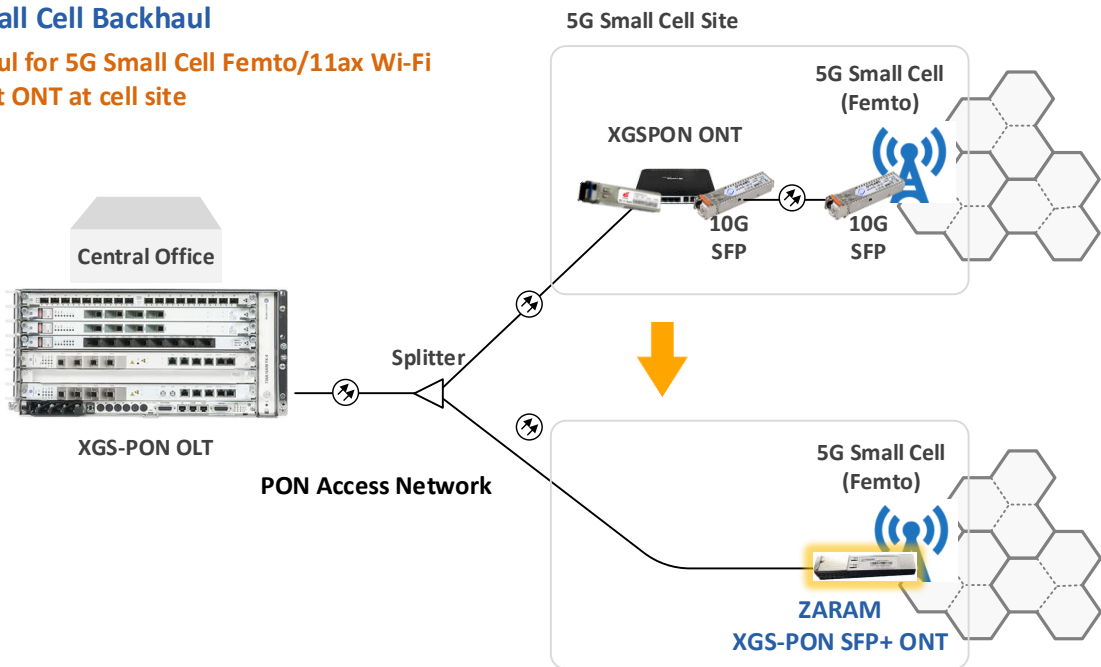 all Cell Backhaul
ul for 5G Small Cell Femto/11ax Wi-Fi
t ONT at cell site
5G Small Cell Site
5G Small Cell
(Femto)
XGSPON ONT
10G
SFP
10G
SFP
Central Office
Splitter
XGS-PON OLT
PON Access Network
5G Small Cell
(Femto)
ZARAM
XGS-PON SFP+ ONT